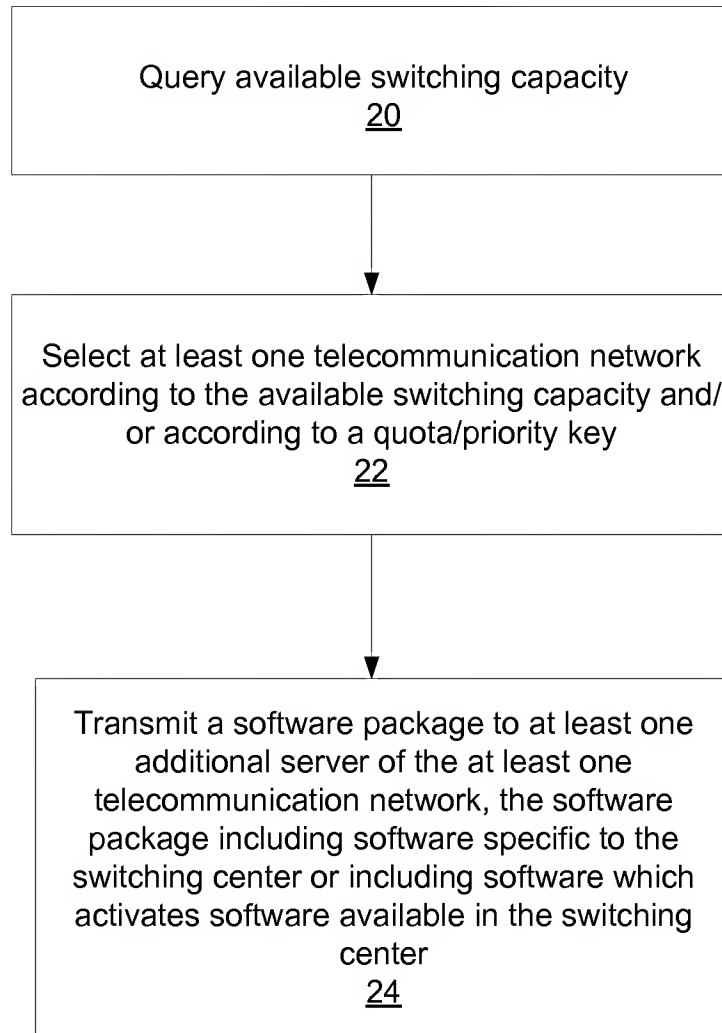 Query available switching capacity
20
Select at least one telecommunication network
according to the available switching capacity and/
or according to a quota/priority key
22
Transmit a software package to at least one
additional server of the at least one
telecommunication network, the software
package including software specific to the
switching center or including software which
activates software available in the switching
center
24